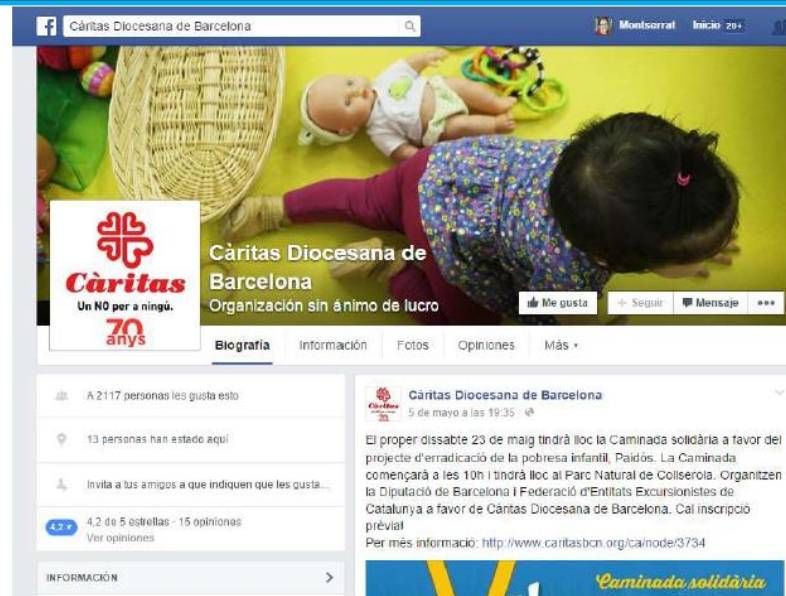 Càritas Diocesana de Barcelona
Montserrat Inicio 20+
Càritas
Un NO per a ningú.
70
anys
Càritas Diocesana de
Barcelona
Organización sin ánimo de lucro
Me gusta
+ Seguir
Mensaje
Biografía Información Fotos Opiniones Más
A 2117 personas les gusta esto
13 personas han estado aquí
Invita a tus amigos a que indiquen que les gusta...
4,2
4,2 de 5 estrellas · 15 opiniones
Ver opiniones
INFORMACIÓN
Càritas Diocesana de Barcelona
5 de mayo a las 19:35
El proper dissabte 23 de maig tindrà lloc la Caminada solidària a favor del
projecte d'erradicació de la pobresa infantil, Paidós. La Caminada
començarà a les 10h i tindrà lloc al Parc Natural de Collserola. Organitzen
la Diputació de Barcelona i Federació d'Entitats Excursionistes de
Catalunya a favor de Càritas Diocesana de Barcelona. Cal inscripció
prèvia!
Per més informació: http://www.caritasbcn.org/ca/node/3734
Caminada solidària